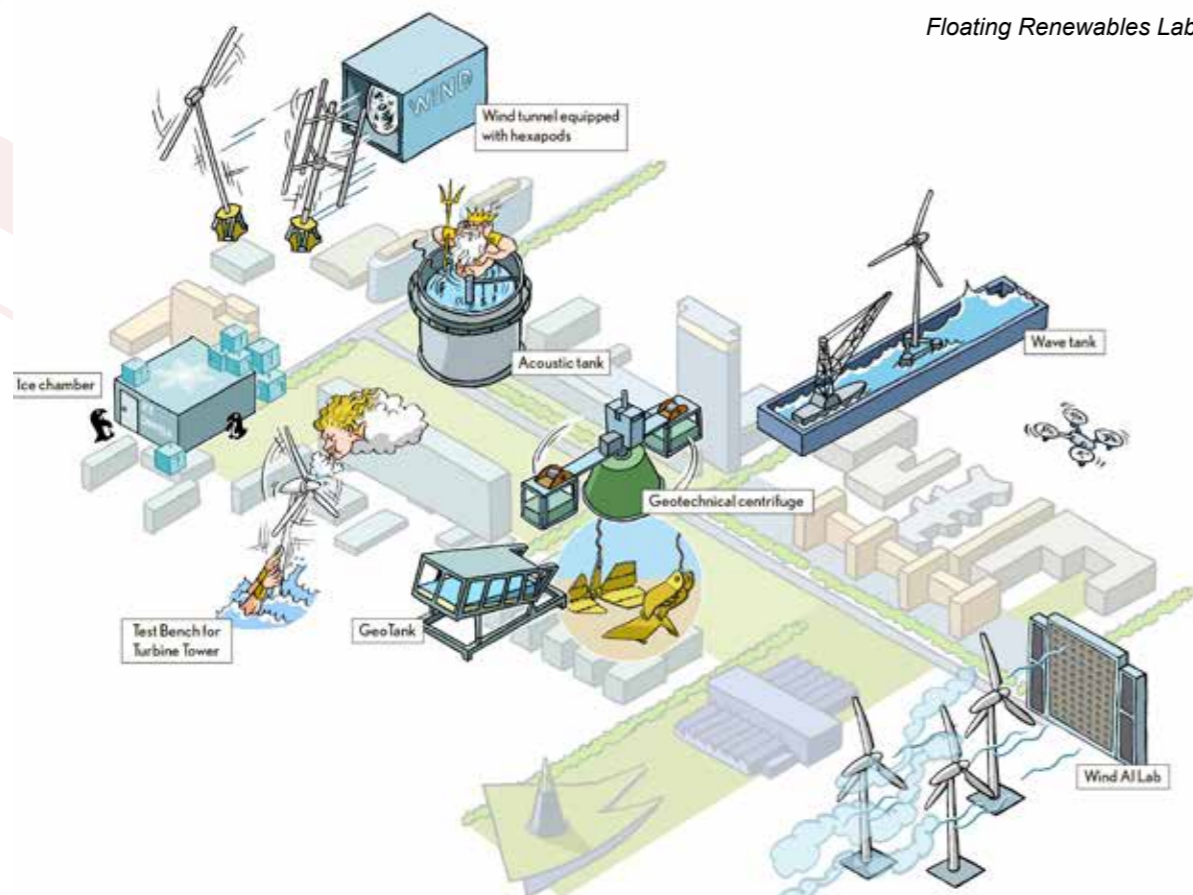 Floating Renewables Lab
WIND
Wind tunnel equipped
with hexapods
Acoustic tank
Wave tank
Ice chamber
Geotechnical centrifuge
Test Bench for
Turbine Tower
GeoTank
Wind AI Lab